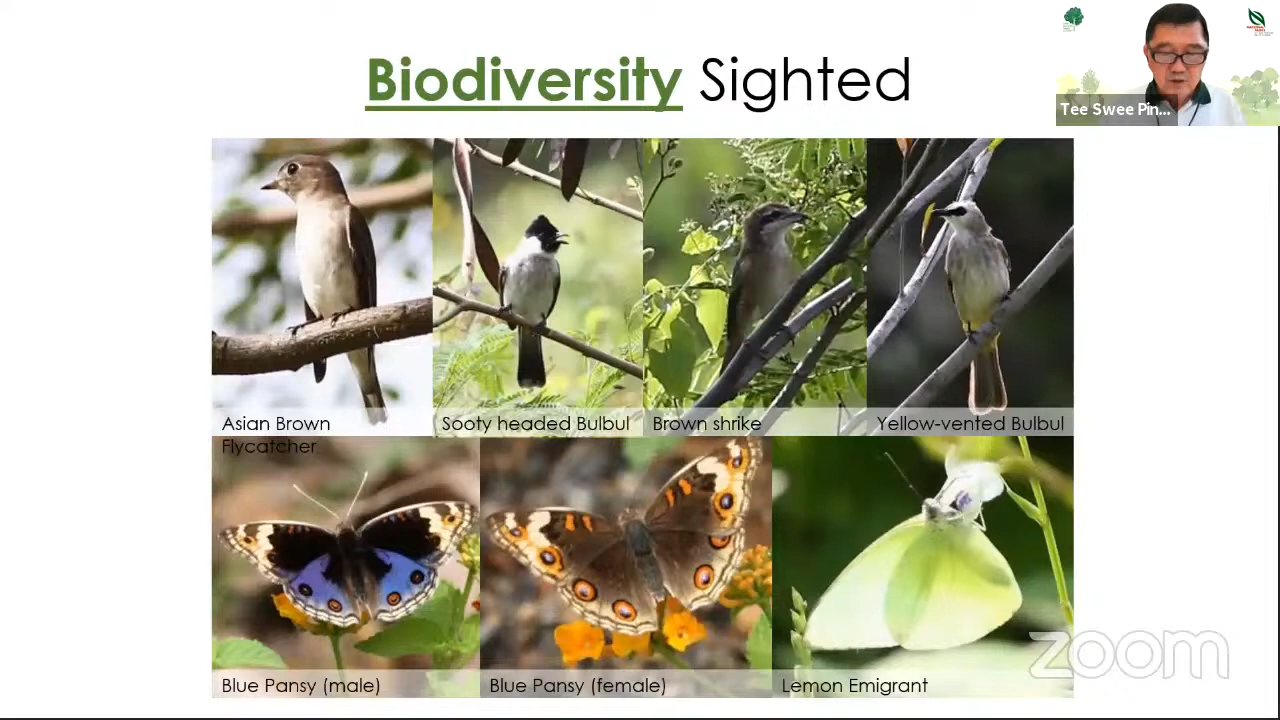 Biodiversity Sighted
Tee Swee Pin...
Asian Brown
Flycatcher
Sooty headed Bulbul
Brown shrike
Yellow-vented Bulbul
Blue Pansy (male)
Blue Pansy (female)
Lemon Emigrant
zoom